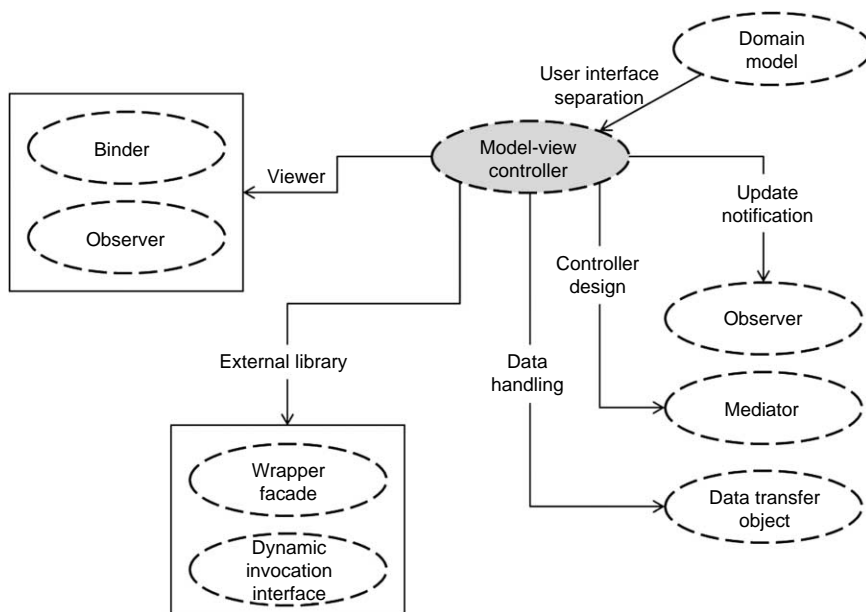 Domain
model
User interface
separation
Model-view
controller
Binder
Viewer
Observer
Update
notification
Controller
design
Observer
External library
Data
handling
Mediator
Wrapper
facade
Data transfer
object
Dynamic
invocation
interface